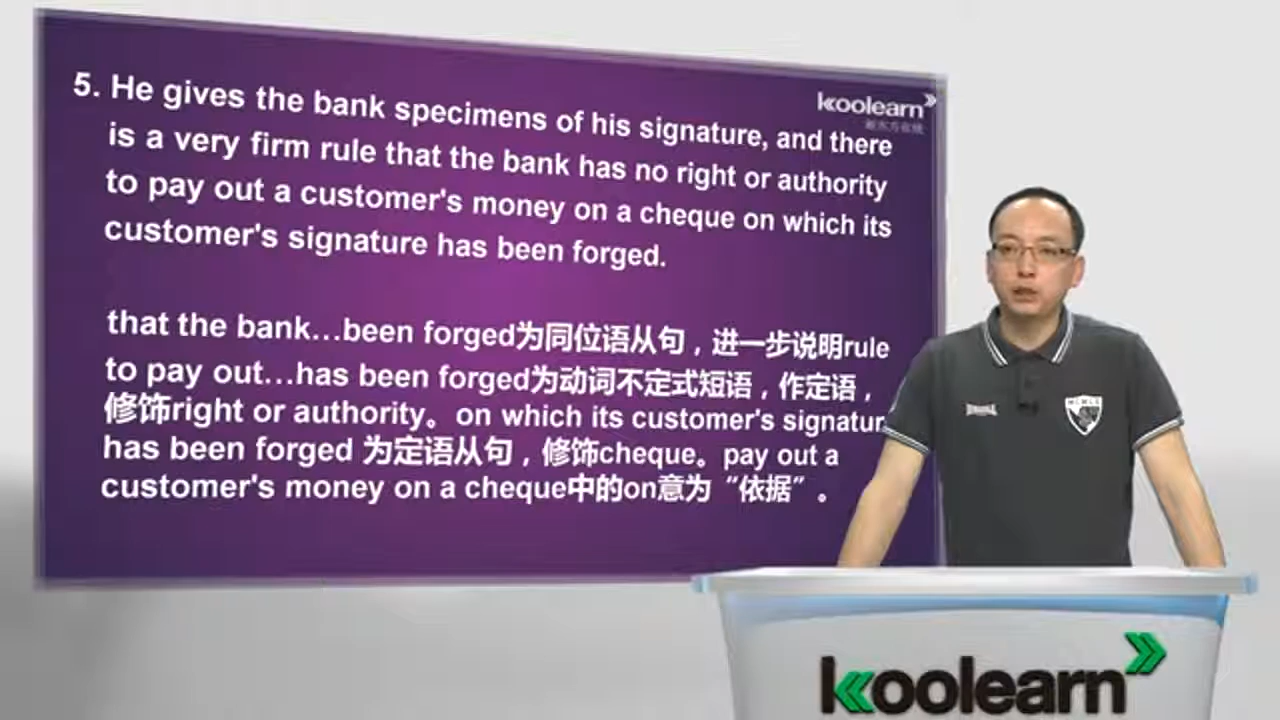 5. He gives the bank specimens of his signature, and there
is a very firm rule that the bank has no right or authority
to pay out a customer's money on a cheque on which its
customer's signature has been forged.
that the bank…been forged为同位语从句，进一步说明rule
to pay out…has been forged为动词不定式短语，作定语，
修饰right or authority。on which its customer's signatur
has been forged 为定语从句，修饰cheque。pay out a
customer's money on a cheque中的on意为“依据”。
koolearn
新东方在线
koolearn